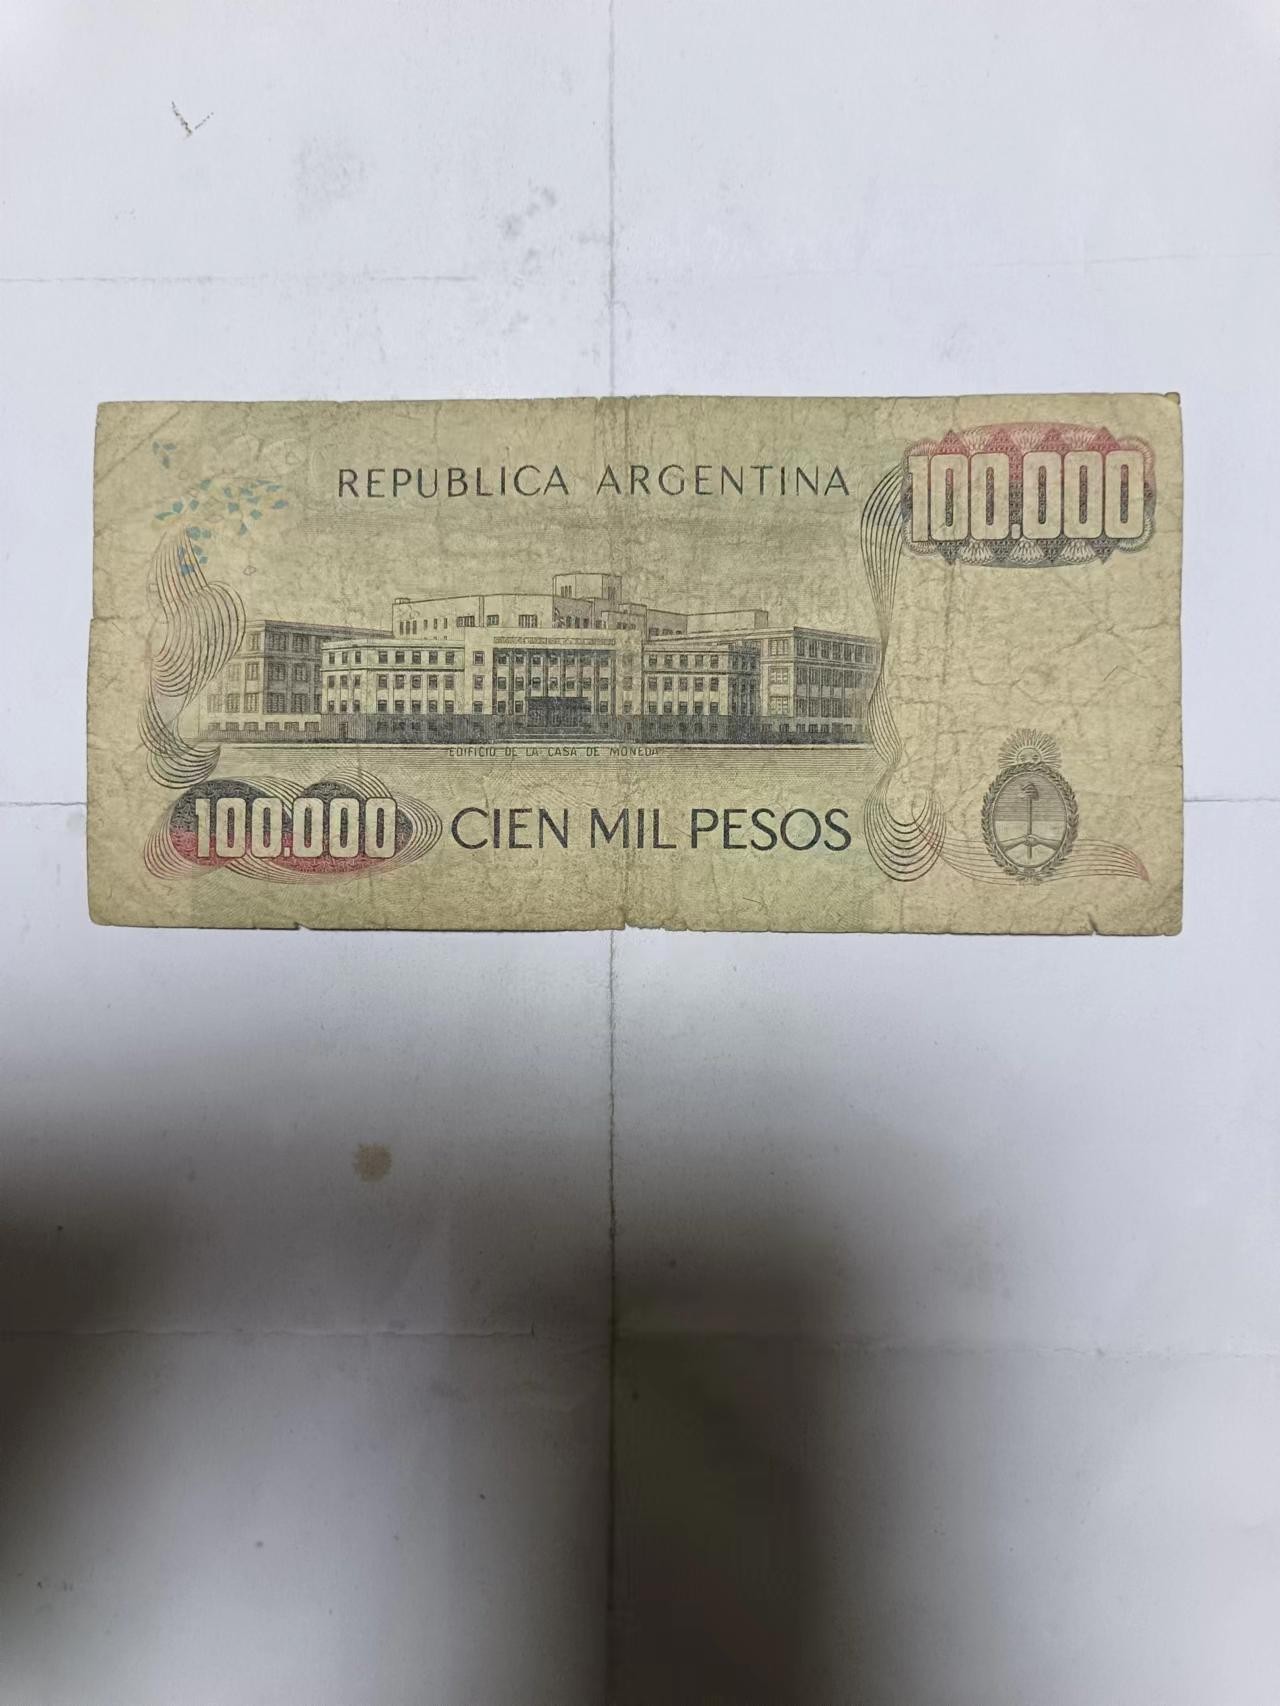 REPUBLICA ARGENTINA
100.000
EDIFICIO DE LA CASA DE MONEDA
100.000
CIEN MIL PESOS